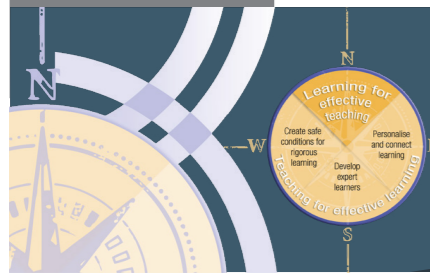 N
N
Learning for
effective
teaching
W
Create safe
conditions for
rigorous
learning
Personalise
and connect
learning
Develop
expert
learners
Teaching for effective learning
S